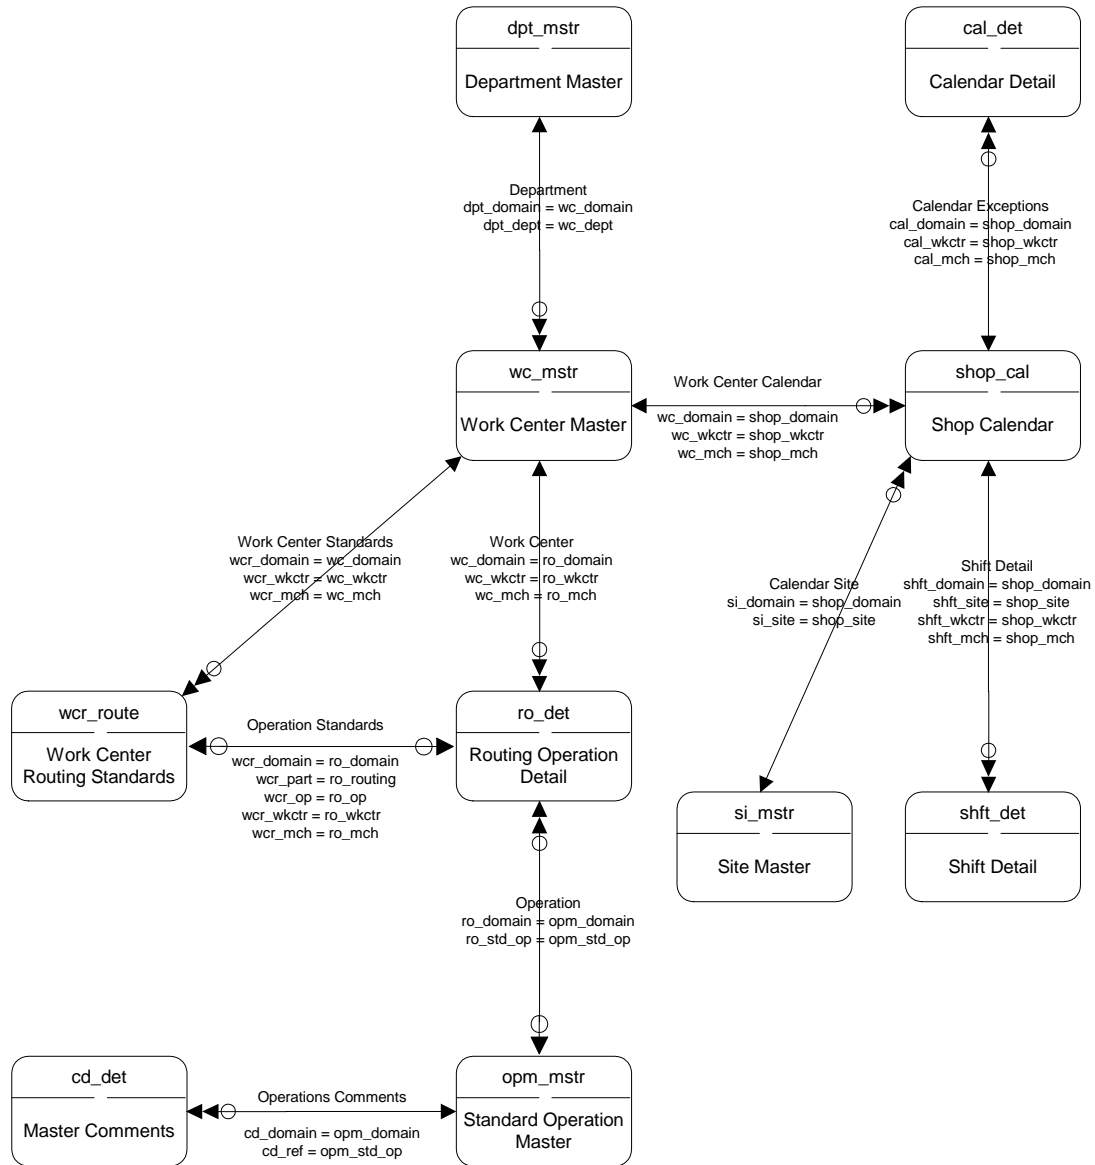 dpt_mstr
Department Master
cal_det
Calendar Detail
Department
dpt_domain = wc_domain
dpt_dept = wc_dept
Calendar Exceptions
cal_domain = shop_domain
cal_wkctr = shop_wkctr
cal_mch = shop_mch
wc_mstr
Work Center Master
Work Center Calendar
wc_domain = shop_domain
wc_wkctr = shop_wkctr
wc_mch = shop_mch
shop_cal
Shop Calendar
Work Center Standards
wcr_domain = wc_domain
wcr_wkctr = wc_wkctr
wcr_mch = wc_mch
Work Center
wc_domain = ro_domain
wc_wkctr = ro_wkctr
wc_mch = ro_mch
Calendar Site
si_domain = shop_domain
si_site = shop_site
Shift Detail
shft_domain = shop_domain
shft_site = shop_site
shft_wkctr = shop_wkctr
shft_mch = shop_mch
wcr_route
Work Center
Routing Standards
Operation Standards
wcr_domain = ro_domain
wcr_part = ro_routing
wcr_op = ro_op
wcr_wkctr = ro_wkctr
wcr_mch = ro_mch
ro_det
Routing Operation
Detail
si_mstr
Site Master
shft_det
Shift Detail
Operation
ro_domain = opm_domain
ro_std_op = opm_std_op
cd_det
Master Comments
Operations Comments
cd_domain = opm_domain
cd_ref = opm_std_op
opm_mstr
Standard Operation
Master